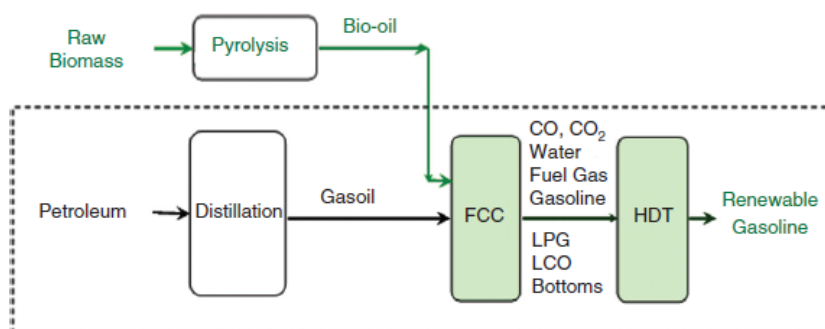 Raw
Biomass
Pyrolysis
Bio-oil
Petroleum
Distillation
Gasoil
FCC
CO, CO₂
Water
Fuel Gas
Gasoline
LPG
LCO
Bottoms
HDT
Renewable
Gasoline